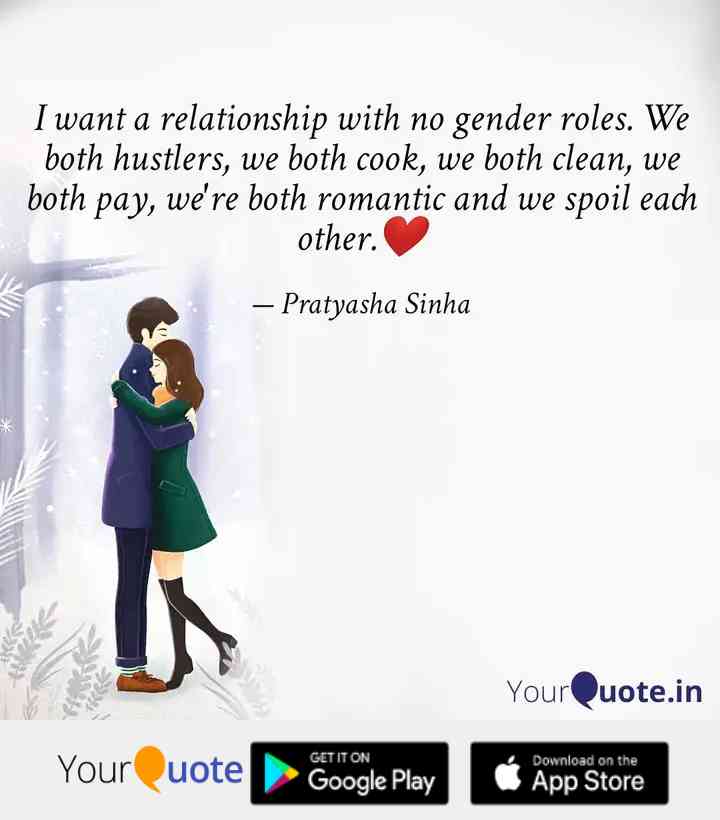 I want a relationship with no gender roles. We
both hustlers, we both cook, we both clean, we
both pay, we're both romantic and we spoil each
other.❤️
— Pratyasha Sinha
YourQuote.in
YourQuote
GET IT ON
Google Play
Download on the
App Store